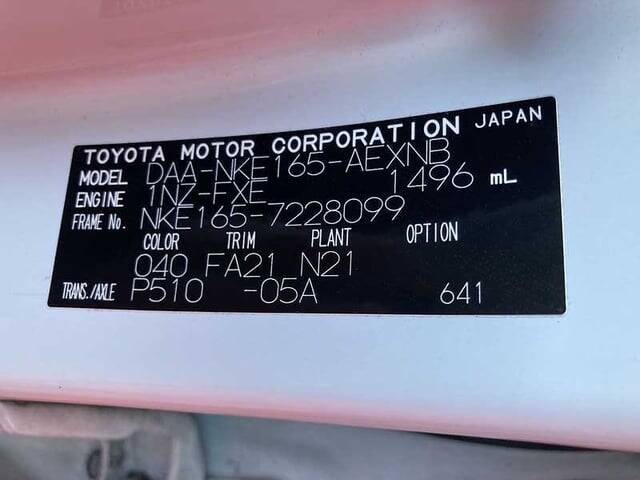 TOYOTA MOTOR CORPORATION JAPAN
MODEL DAA-NKE165-AEXNB
ENGINE 1NZ-FXE 1496 mL
FRAME No. NKE165-7228099
COLOR TRIM PLANT OPTION
040 FA21 N21
TRANS./AXLE P510 -05A 641